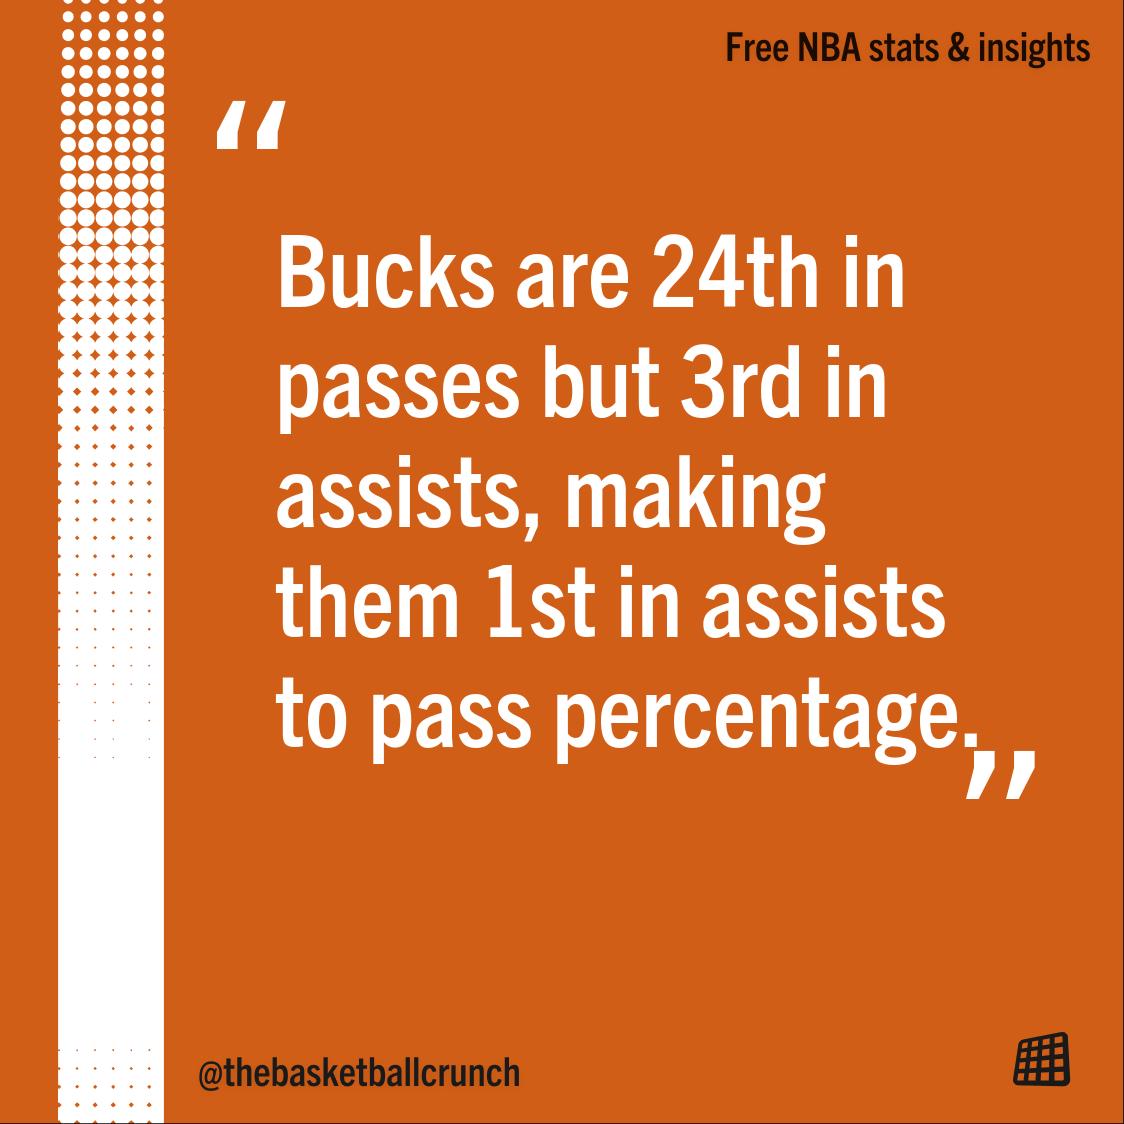 Free NBA stats & insights
“
Bucks are 24th in
passes but 3rd in
assists, making
them 1st in assists
to pass percentage.
”
@thebasketballcrunch